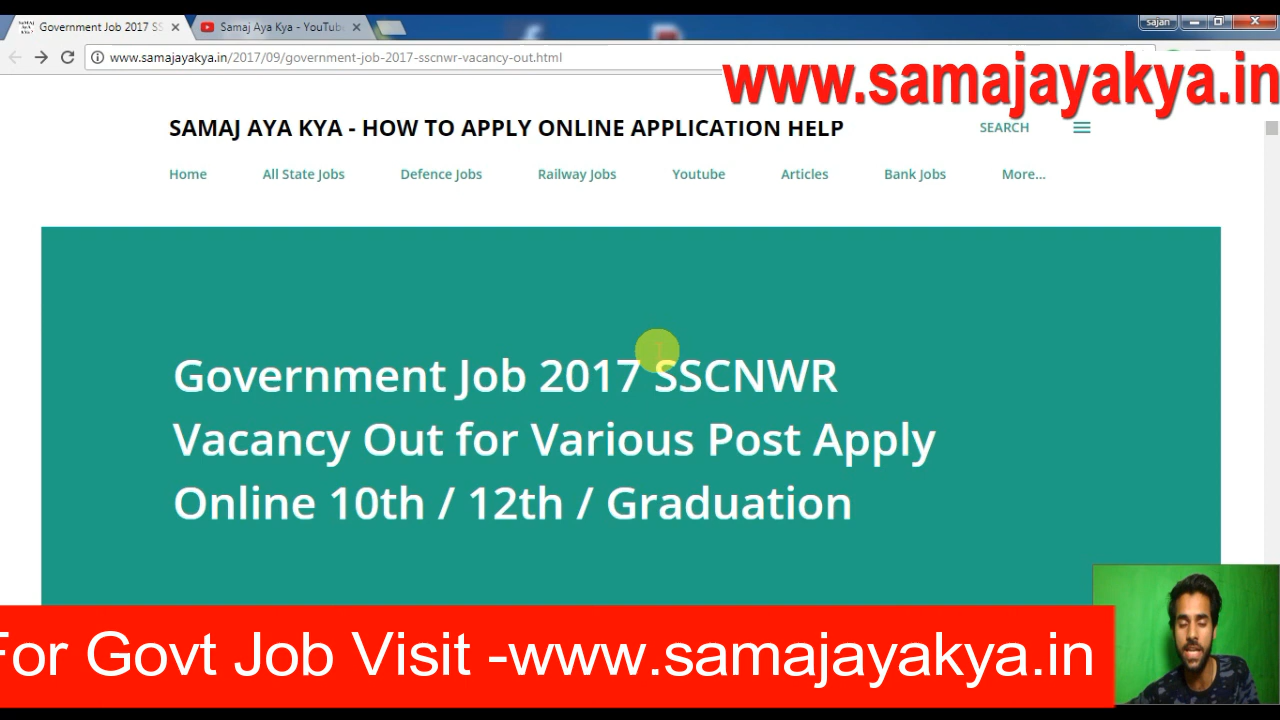 Government Job 2017 SS
Samaj Aya Kya - YouTub
sajan
www.samajayakya.in/2017/09/government-job-2017-sscnwr-vacancy-out.html
www.samajayakya.in
SAMAJ AYA KYA - HOW TO APPLY ONLINE APPLICATION HELP
SEARCH
Home All State Jobs Defence Jobs Railway Jobs Youtube Articles Bank Jobs More...
Government Job 2017 SSCNWR
Vacancy Out for Various Post Apply
Online 10th / 12th / Graduation
For Govt Job Visit -www.samajayakya.in